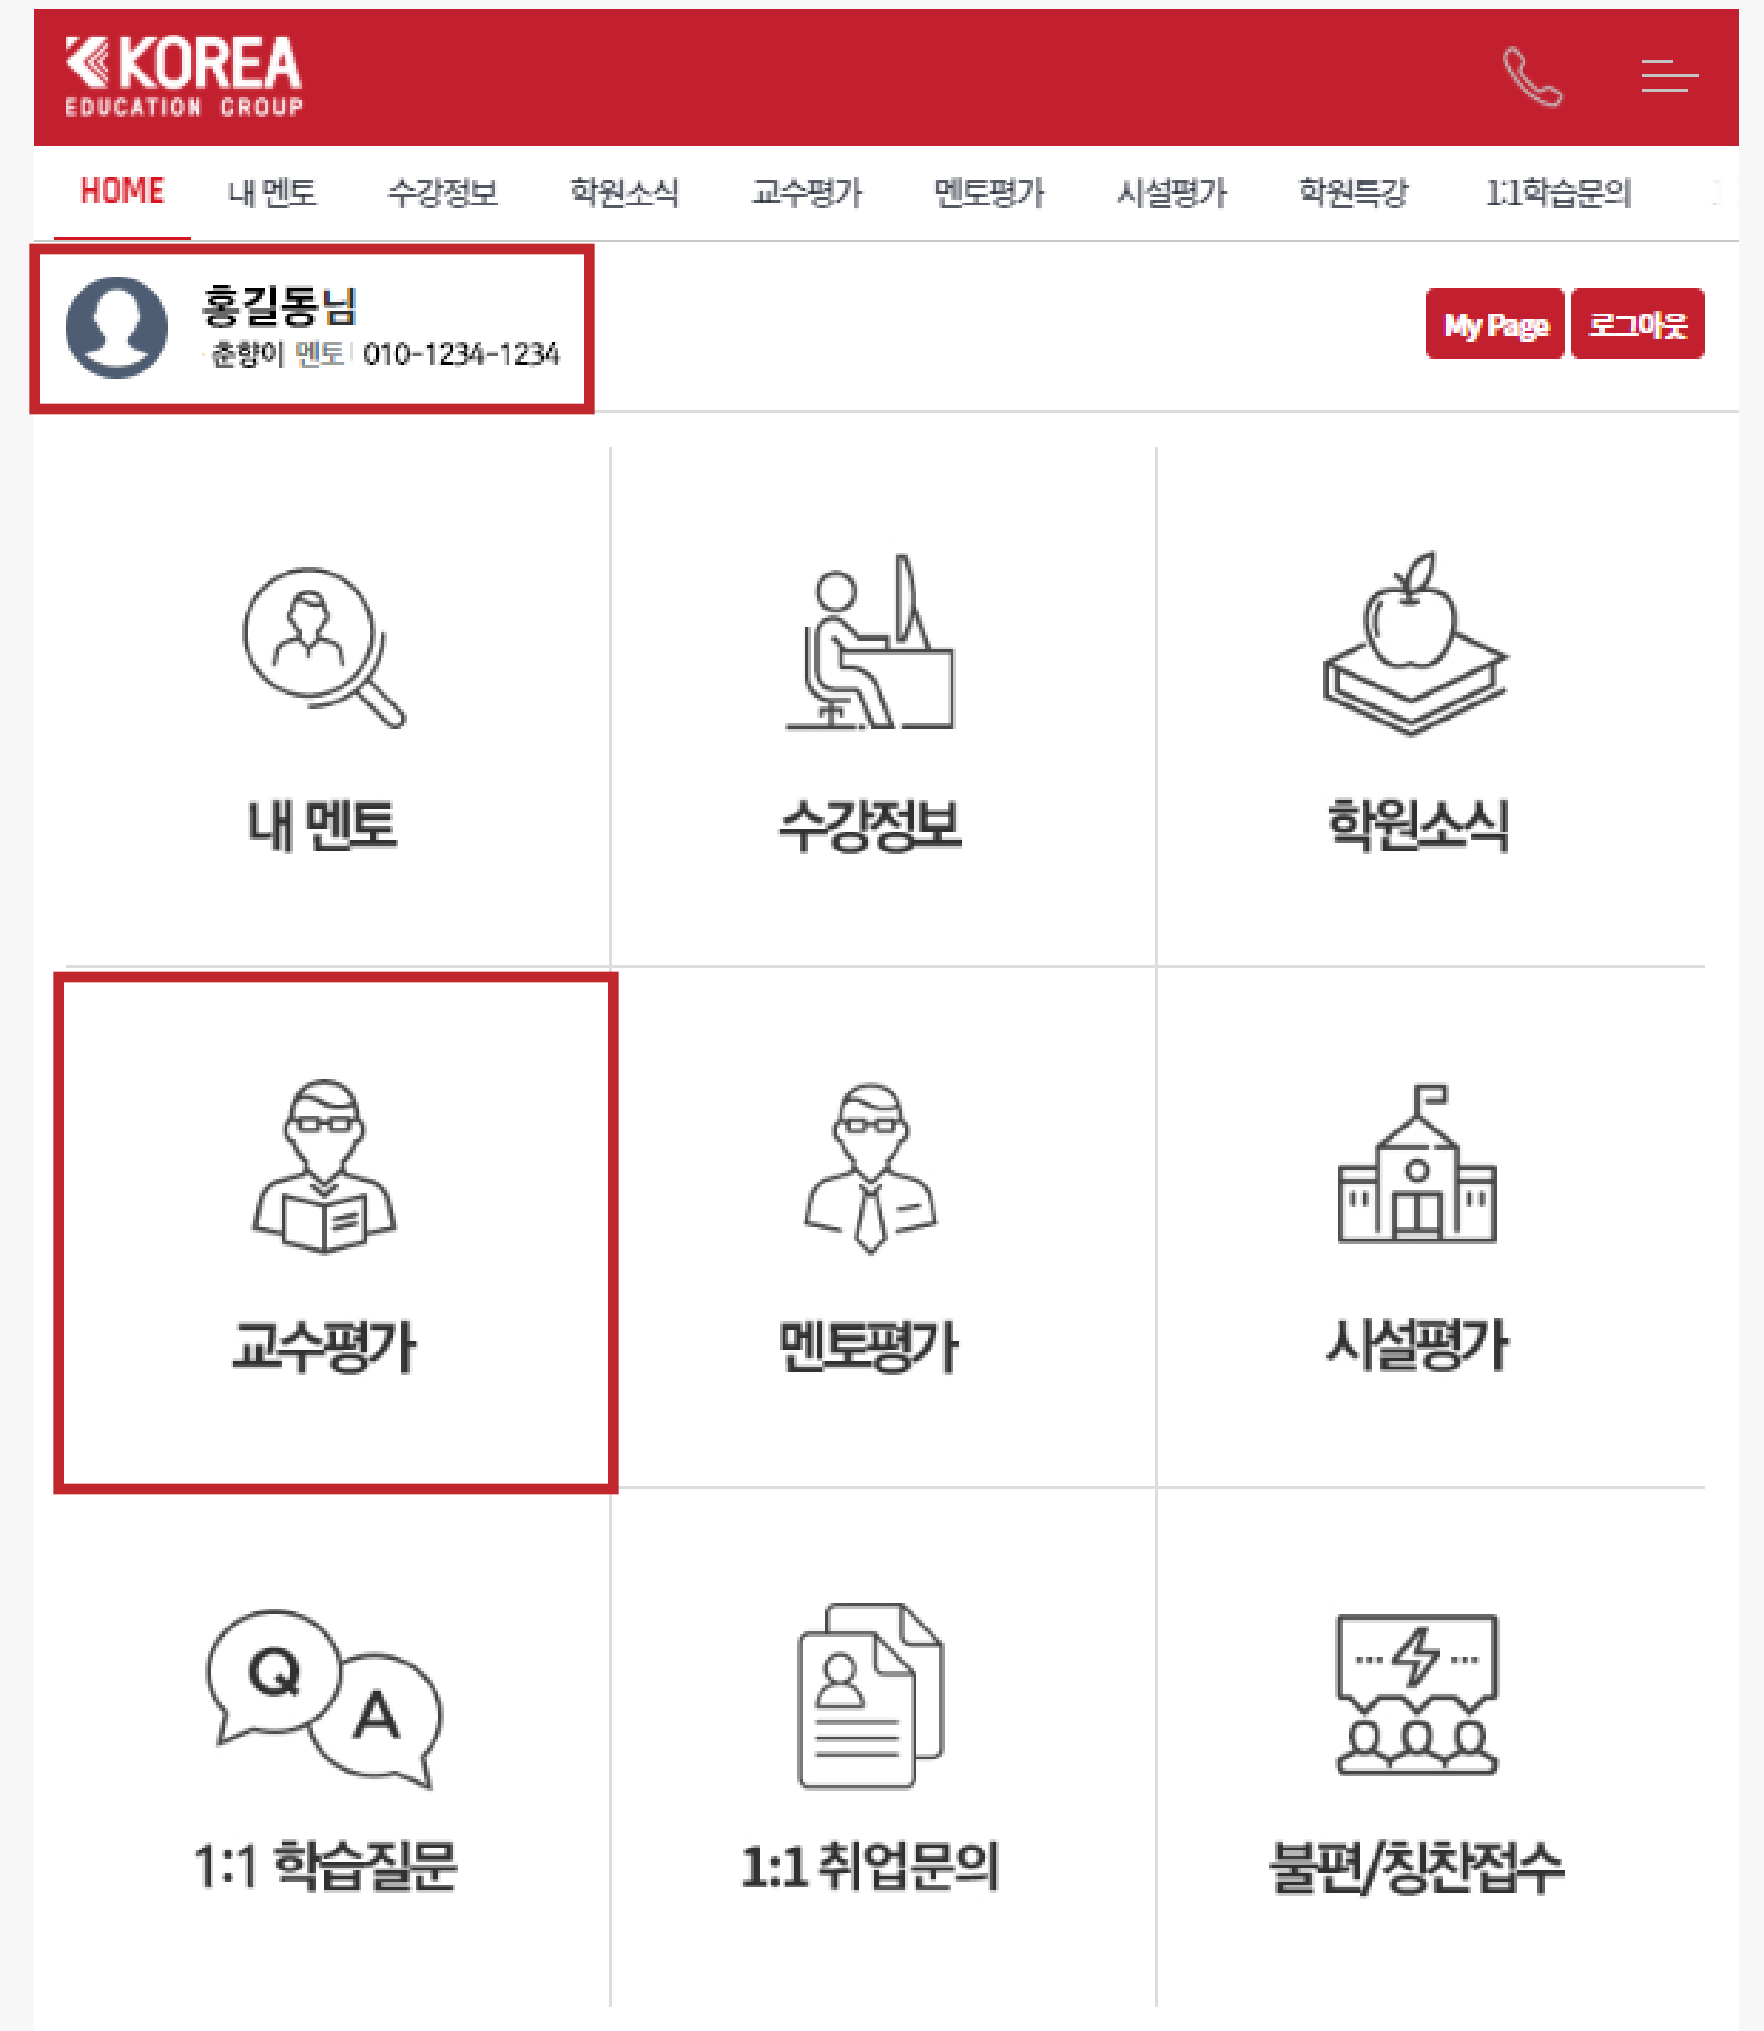 KOREA
EDUCATION GROUP
HOME 내 멘토 수강정보 학원소식 교수평가 멘토평가 시설평가 학원특강 1:1학습문의
홍길동님
춘향이 멘토 010-1234-1234
My Page 로그아웃
내 멘토 수강정보 학원소식
교수평가 멘토평가 시설평가
Q A
1:1 학습질문 1:1 취업문의 불편/칭찬접수